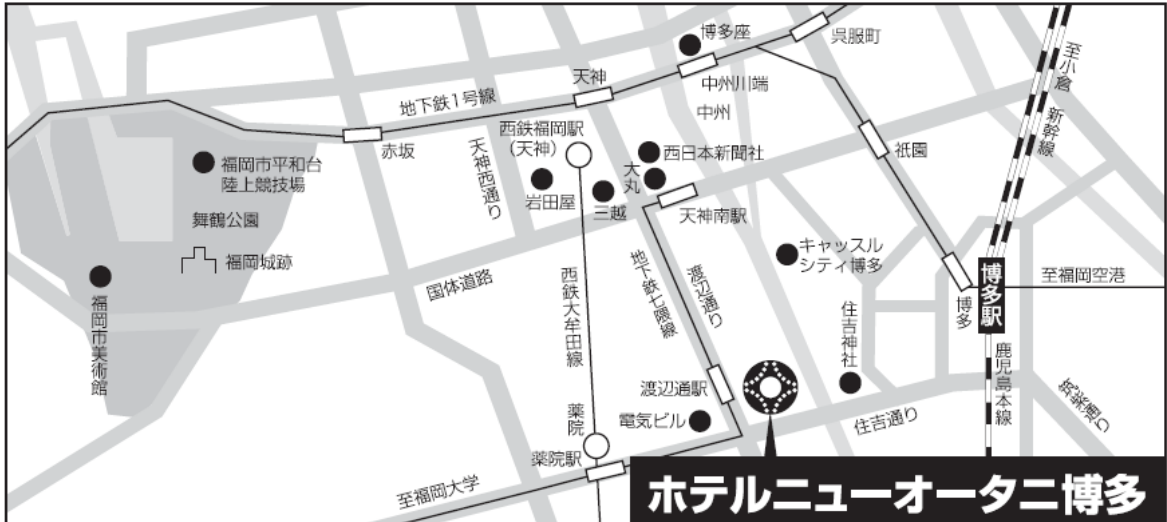 博多座
呉服町
至小倉
新幹線
天神
中州川端
中州
地下鉄1号線
赤坂
西鉄福岡駅
（天神）
天神西通り
西日本新聞社
祇園
大丸
福岡市平和台
陸上競技場
岩田屋
三越
天神南駅
舞鶴公園
福岡城跡
キャッスル
シティ博多
国体道路
西鉄大牟田線
地下鉄七隈線
渡辺通り
博多
博多駅
至福岡空港
福岡市美術館
住吉神社
鹿児島本線
筑紫通り
渡辺通駅
電気ビル
住吉通り
薬院
薬院駅
至福岡大学
ホテルニューオータニ博多